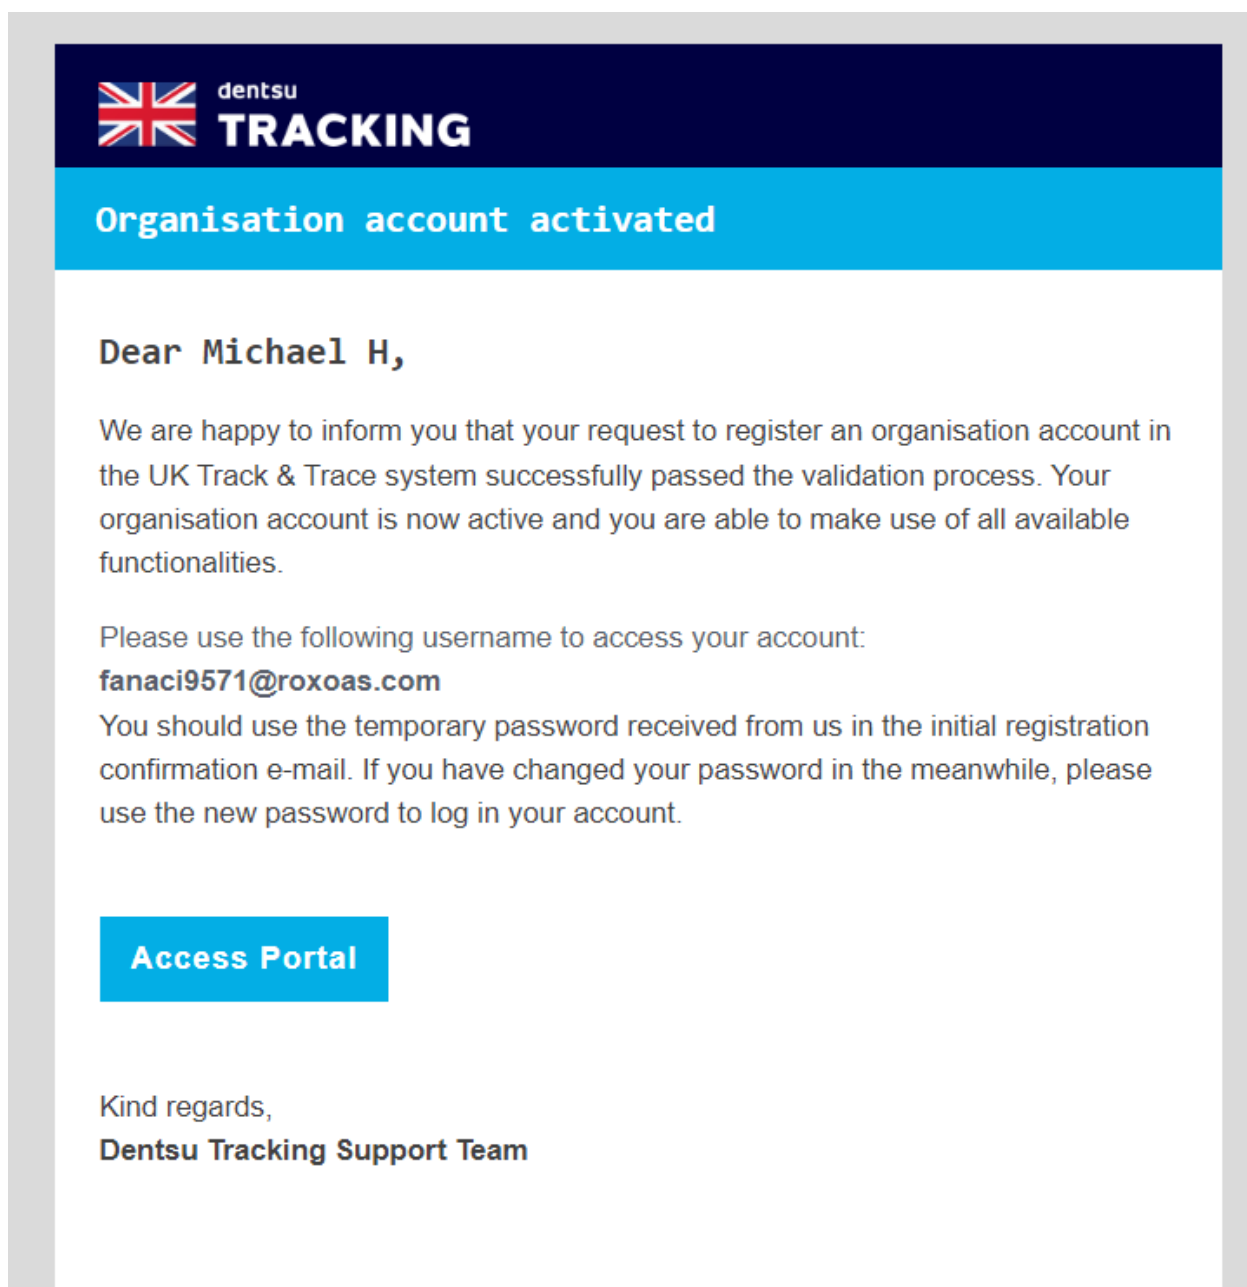 dentsu
TRACKING
Organisation account activated
Dear Michael H,
We are happy to inform you that your request to register an organisation account in
the UK Track & Trace system successfully passed the validation process. Your
organisation account is now active and you are able to make use of all available
functionalities.
Please use the following username to access your account:
fanaci9571@roxoas.com
You should use the temporary password received from us in the initial registration
confirmation e-mail. If you have changed your password in the meanwhile, please
use the new password to log in your account.
Access Portal
Kind regards,
Dentsu Tracking Support Team